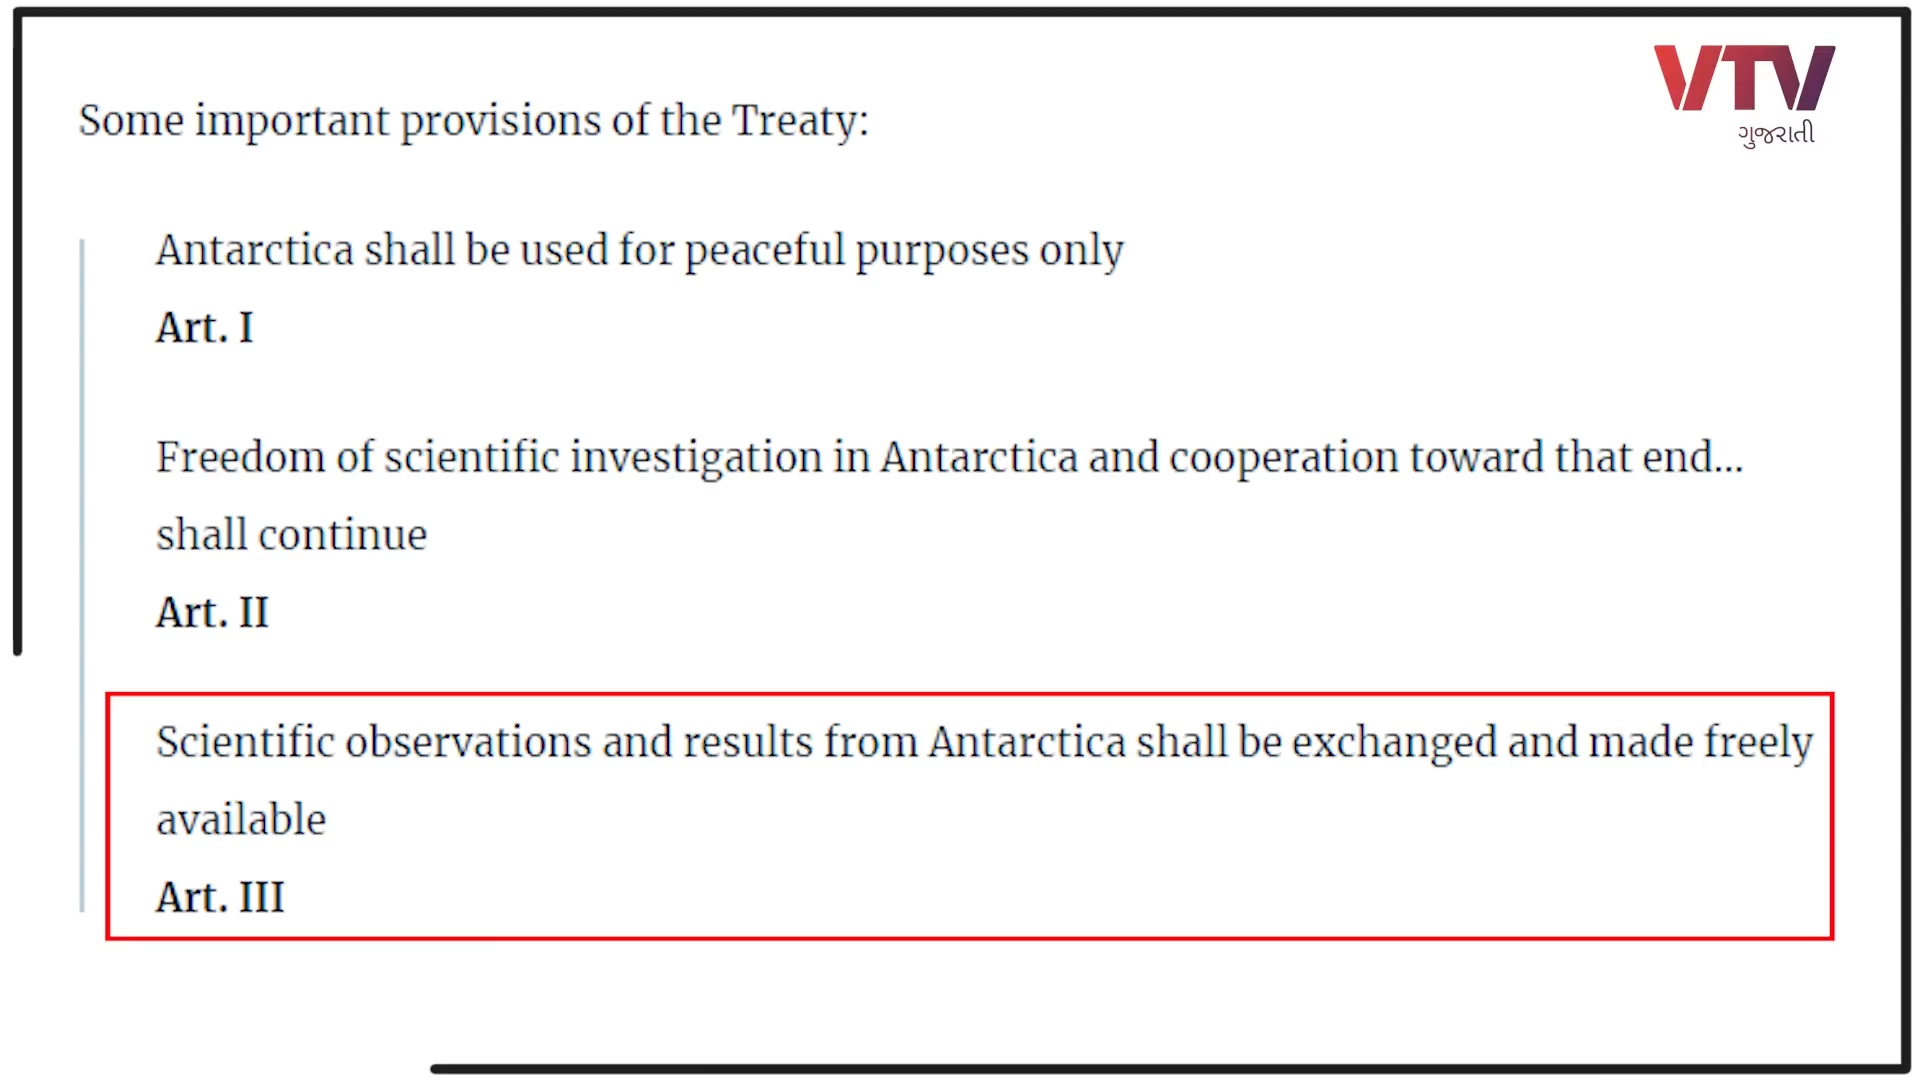 VTV
ગુજરાતી
Some important provisions of the Treaty:
Antarctica shall be used for peaceful purposes only
Art. I
Freedom of scientific investigation in Antarctica and cooperation toward that end...
shall continue
Art. II
Scientific observations and results from Antarctica shall be exchanged and made freely
available
Art. III